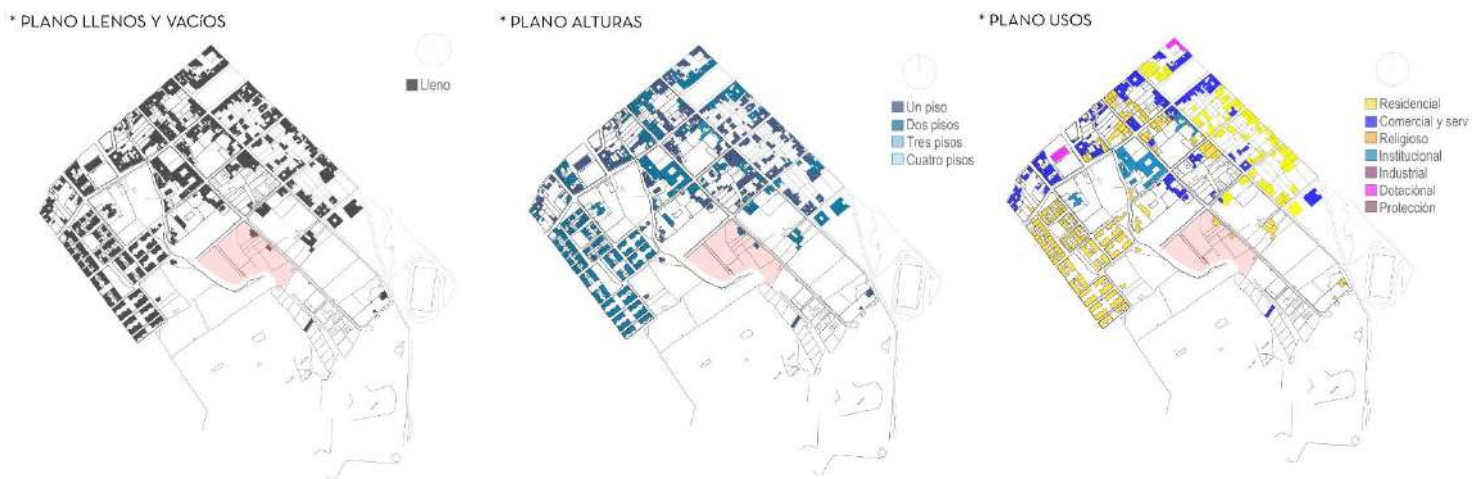 * PLANO LLENOS Y VACÍOS
Lleno
* PLANO ALTURAS
Un piso
Dos pisos
Tres pisos
Cuatro pisos
* PLANO USOS
Residencial
Comercial y serv
Religioso
Institucional
Industrial
Dotaciónal
Protección